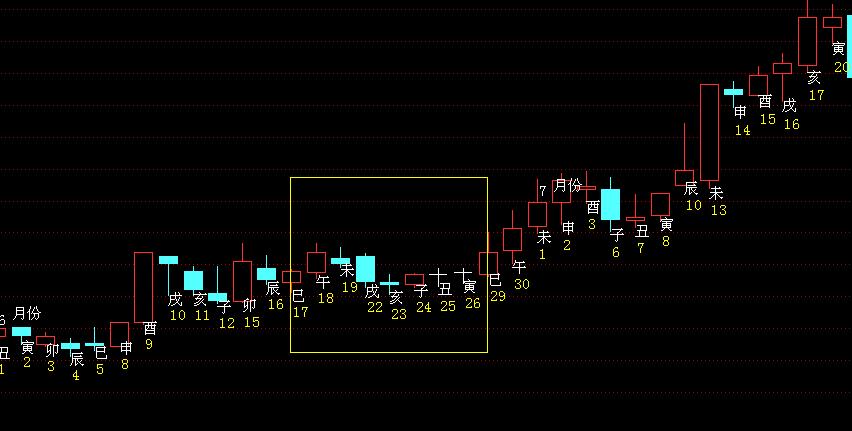 6 月份
丑
1
寅
2
卯
3
辰
4
巳
5
申
8
酉
9
戌
10
亥
11
子
12
卯
15
辰
16
巳
17
午
18
未
19
戌
22
亥
23
子
24
丑
25
寅
26
巳
29
午
30
7 月份
未
1
申
2
酉
3
子
6
丑
7
寅
8
辰
10
未
13
申
14
酉
15
戌
16
亥
17
寅
20